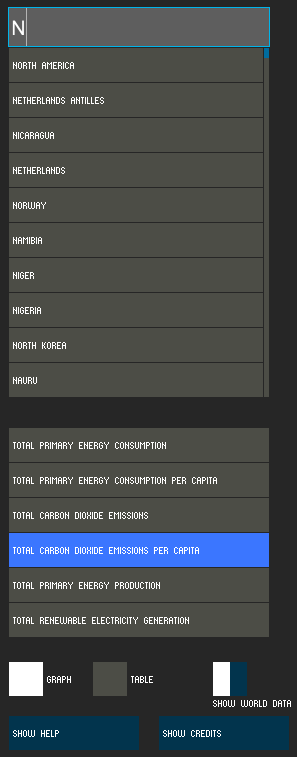 N
NORTH AMERICA
NETHERLANDS ANTILLES
NICARAGUA
NETHERLANDS
NORWAY
NAMIBIA
NIGER
NIGERIA
NORTH KOREA
NAURU
TOTAL PRIMARY ENERGY CONSUMPTION
TOTAL PRIMARY ENERGY CONSUMPTION PER CAPITA
TOTAL CARBON DIOXIDE EMISSIONS
TOTAL CARBON DIOXIDE EMISSIONS PER CAPITA
TOTAL PRIMARY ENERGY PRODUCTION
TOTAL RENEWABLE ELECTRICITY GENERATION
GRAPH TABLE
SHOW WORLD DATA
SHOW HELP SHOW CREDITS